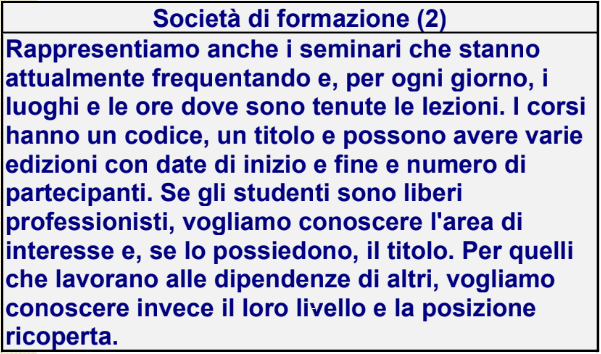 Società di formazione (2)
Rappresentiamo anche i seminari che stanno
attualmente frequentando e, per ogni giorno, i
luoghi e le ore dove sono tenute le lezioni. I corsi
hanno un codice, un titolo e possono avere varie
edizioni con date di inizio e fine e numero di
partecipanti. Se gli studenti sono liberi
professionisti, vogliamo conoscere l'area di
interesse e, se lo possiedono, il titolo. Per quelli
che lavorano alle dipendenze di altri, vogliamo
conoscere invece il loro livello e la posizione
ricoperta.